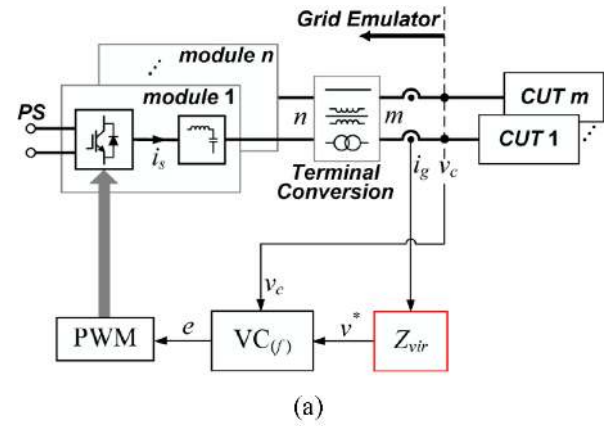 Grid Emulator
module n
⋰
module 1
PS
i_s
n
m
CUT m
CUT 1
⋰
Terminal
Conversion
i_g
v_c
v_c
PWM
e
VC_(f)
v*
Z_vir
(a)